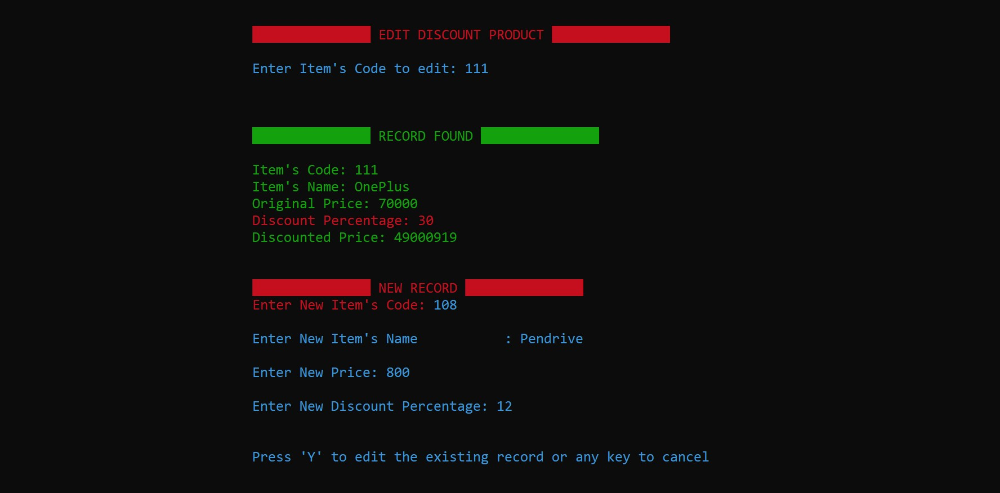 EDIT DISCOUNT PRODUCT
Enter Item's Code to edit: 111
RECORD FOUND
Item's Code: 111
Item's Name: OnePlus
Original Price: 70000
Discount Percentage: 30
Discounted Price: 49000919
NEW RECORD
Enter New Item's Code: 108
Enter New Item's Name : Pendrive
Enter New Price: 800
Enter New Discount Percentage: 12
Press 'Y' to edit the existing record or any key to cancel